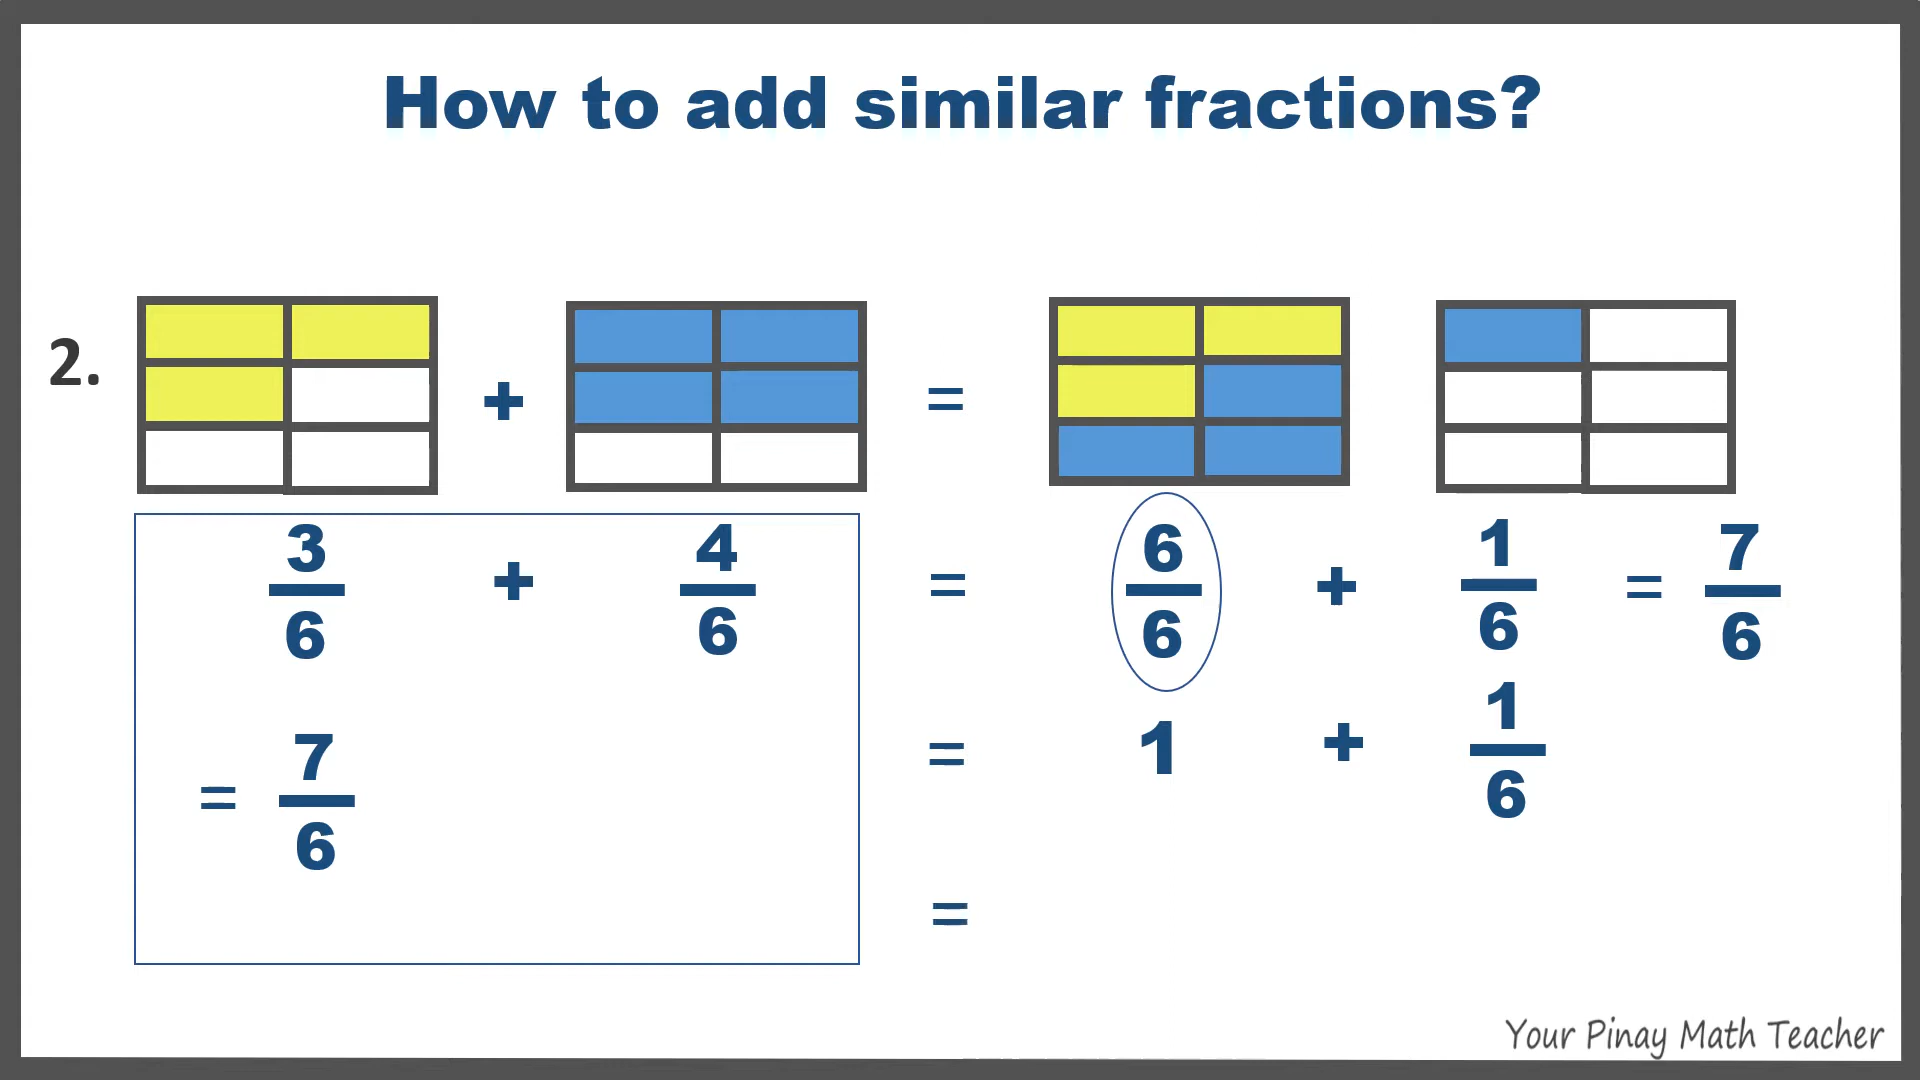 How to add similar fractions?
2.
+ =
3/6 + 4/6 = 6/6 + 1/6 = 7/6
= 7/6 = 1 + 1/6
=
Your Pinay Math Teacher